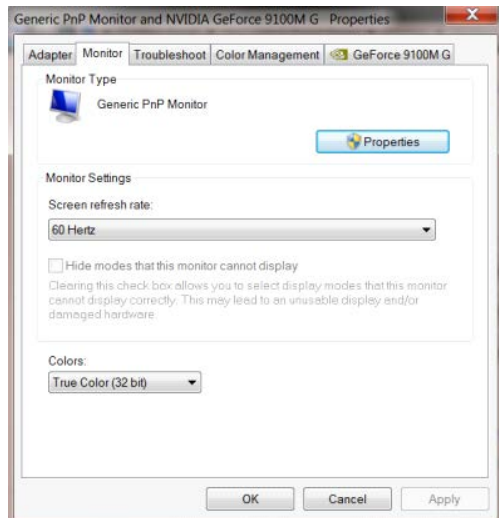 Generic PnP Monitor and NVIDIA GeForce 9100M G Properties
Adapter Monitor Troubleshoot Color Management GeForce 9100M G
Monitor Type
Generic PnP Monitor
Properties
Monitor Settings
Screen refresh rate:
60 Hertz
Hide modes that this monitor cannot display
Clearing this check box allows you to select display modes that this monitor
cannot display correctly. This may lead to an unusable display and/or
damaged hardware.
Colors:
True Color (32 bit)
OK Cancel Apply